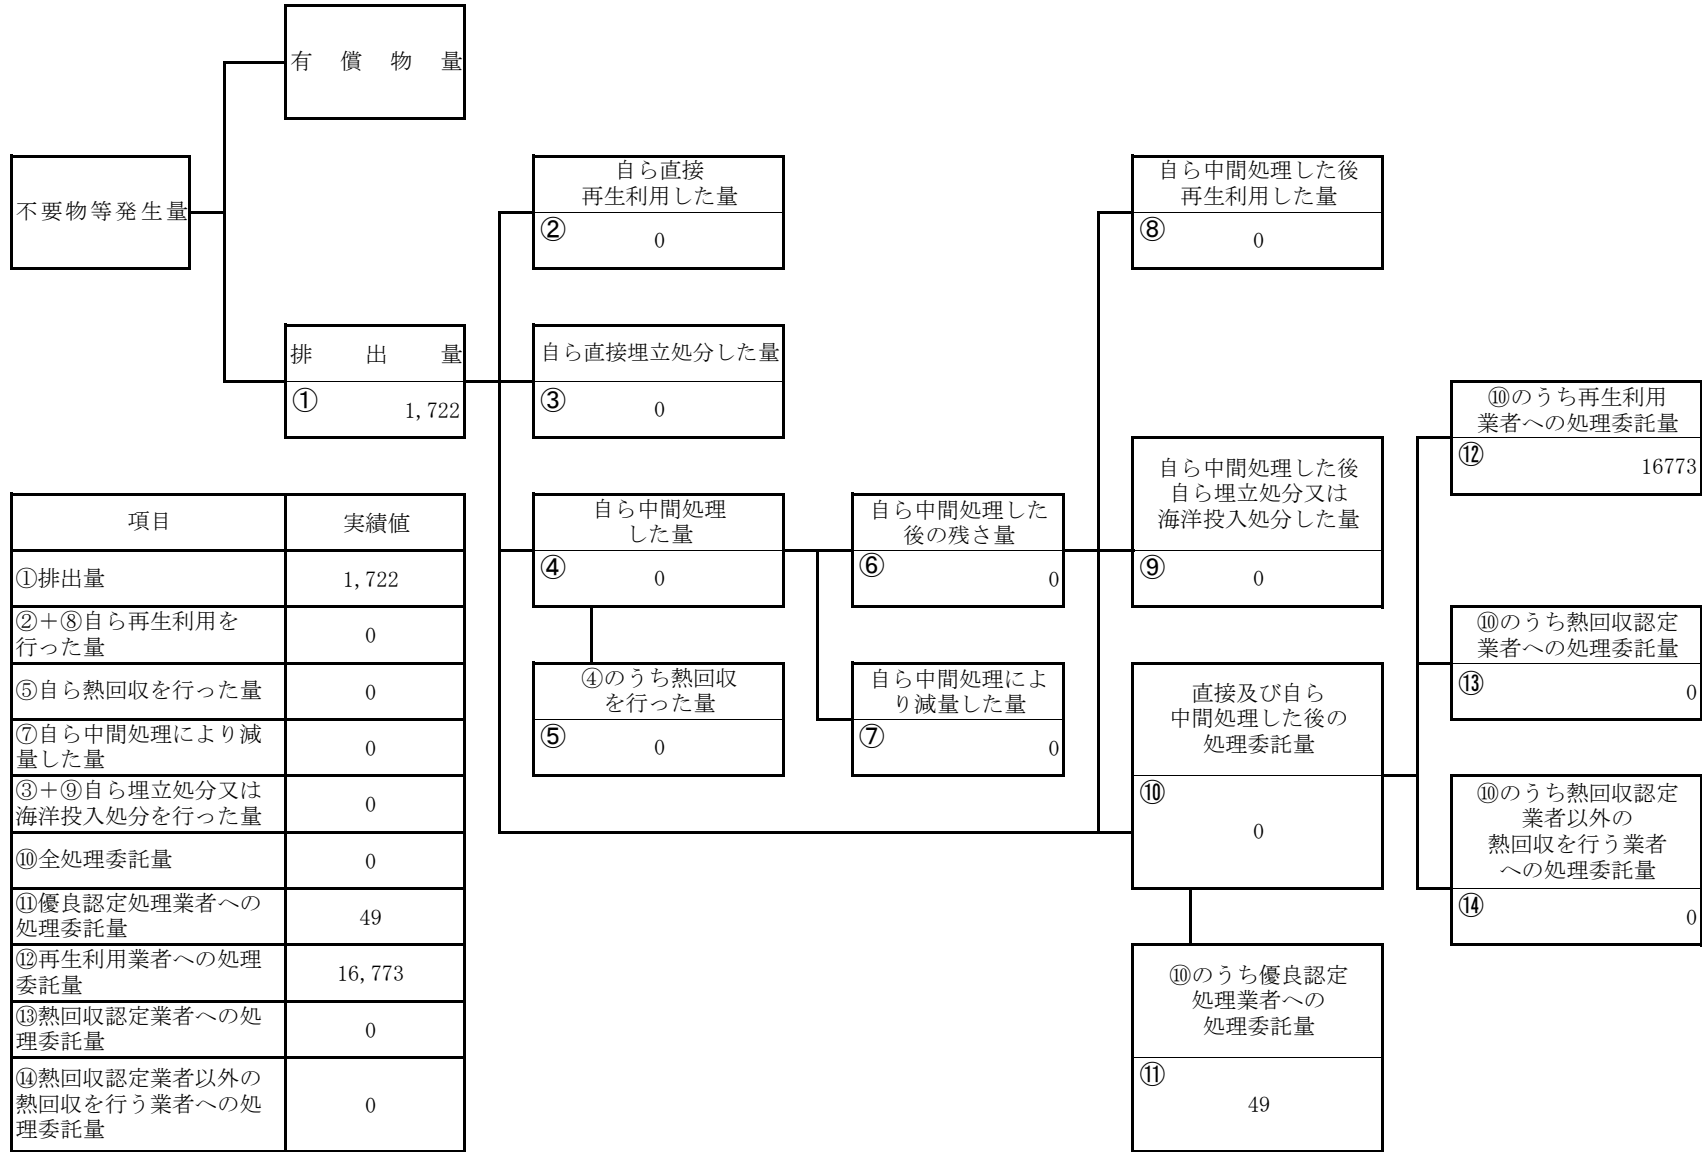 有償物量
不要物等発生量
自ら直接
再生利用した量
②
0
自ら中間処理した後
再生利用した量
⑧
0
排出量
①
1,722
自ら直接埋立処分した量
③
0
⑩のうち再生利用
業者への処理委託量
⑫
16773
自ら中間処理
した量
④
0
自ら中間処理した
後の残さ量
⑥
0
自ら中間処理した後
自ら埋立処分又は
海洋投入処分した量
⑨
0
⑩のうち熱回収認定
業者への処理委託量
⑬
0
④のうち熱回収
を行った量
⑤
0
自ら中間処理によ
り減量した量
⑦
0
直接及び自ら
中間処理した後の
処理委託量
⑩
0
⑩のうち熱回収認定
業者以外の
熱回収を行う業者
への処理委託量
⑭
0
⑩のうち優良認定
処理業者への
処理委託量
⑪
49
項目 実績値
①排出量 1,722
②＋⑧自ら再生利用を
行った量 0
⑤自ら熱回収を行った量 0
⑦自ら中間処理により減
量した量 0
③＋⑨自ら埋立処分又は
海洋投入処分を行った量 0
⑩全処理委託量 0
⑪優良認定処理業者への
処理委託量 49
⑫再生利用業者への処理
委託量 16,773
⑬熱回収認定業者への処
理委託量 0
⑭熱回収認定業者以外の
熱回収を行う業者への処
理委託量 0